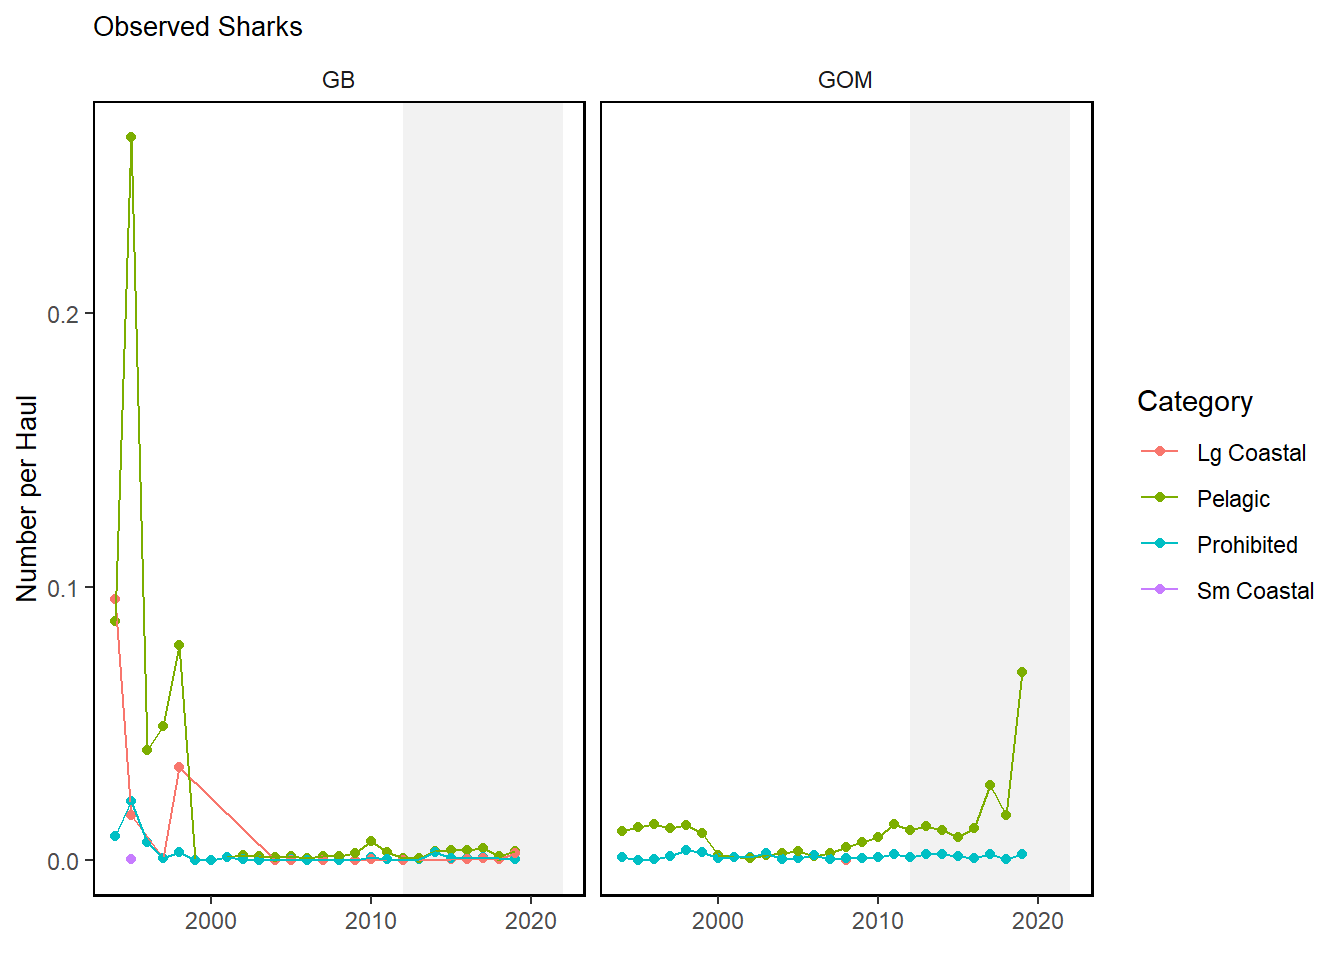 Observed Sharks
GB
GOM
Number per Haul
0.2
0.1
0.0
2000
2010
2020
2000
2010
2020
Category
Lg Coastal
Pelagic
Prohibited
Sm Coastal